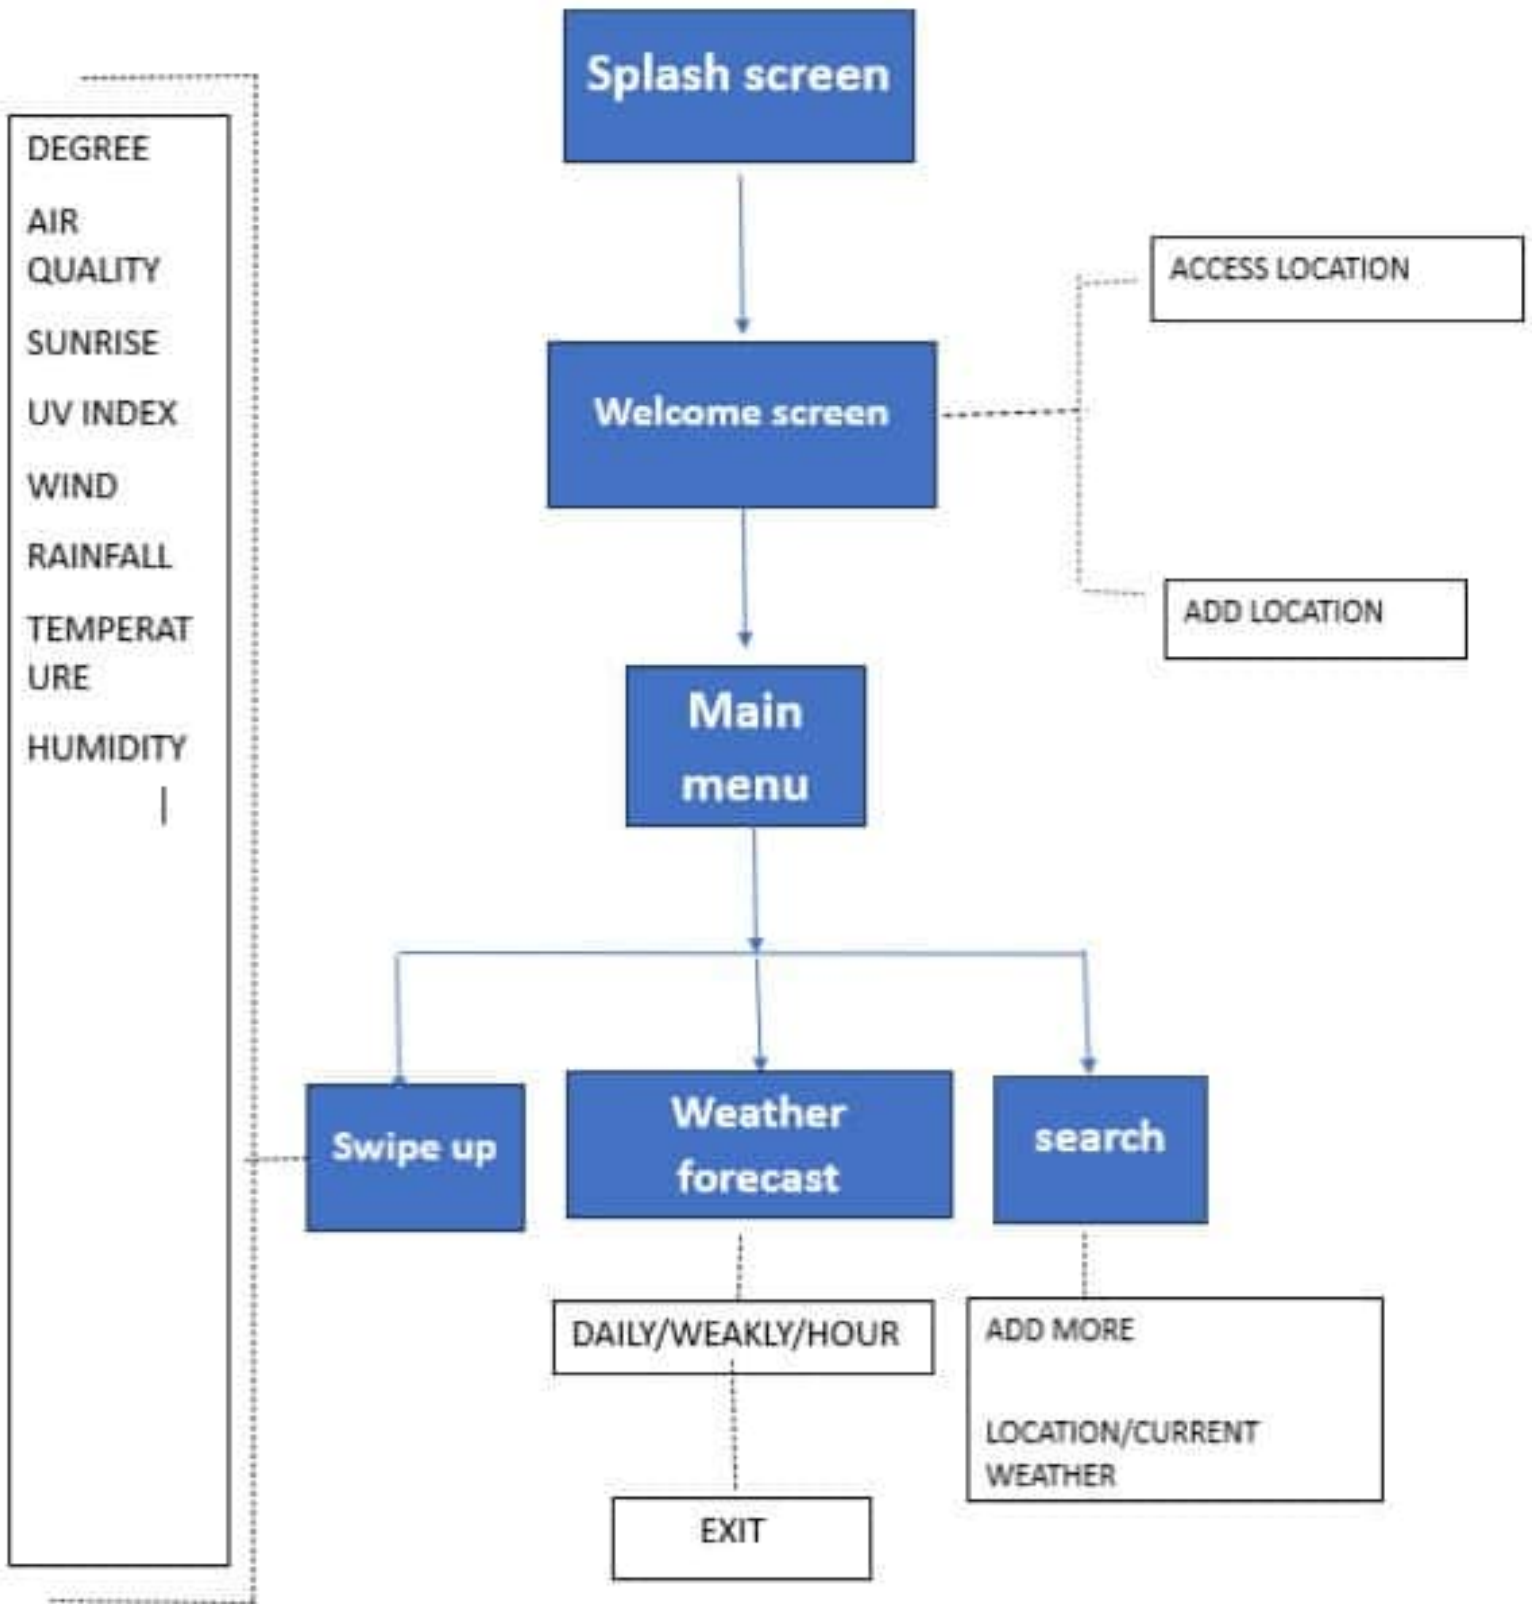 Splash screen
DEGREE
AIR
QUALITY
SUNRISE
UV INDEX
WIND
RAINFALL
TEMPERAT
URE
HUMIDITY
ACCESS LOCATION
Welcome screen
ADD LOCATION
Main
menu
Swipe up
Weather
forecast
search
DAILY/WEAKLY/HOUR
ADD MORE
LOCATION/CURRENT
WEATHER
EXIT